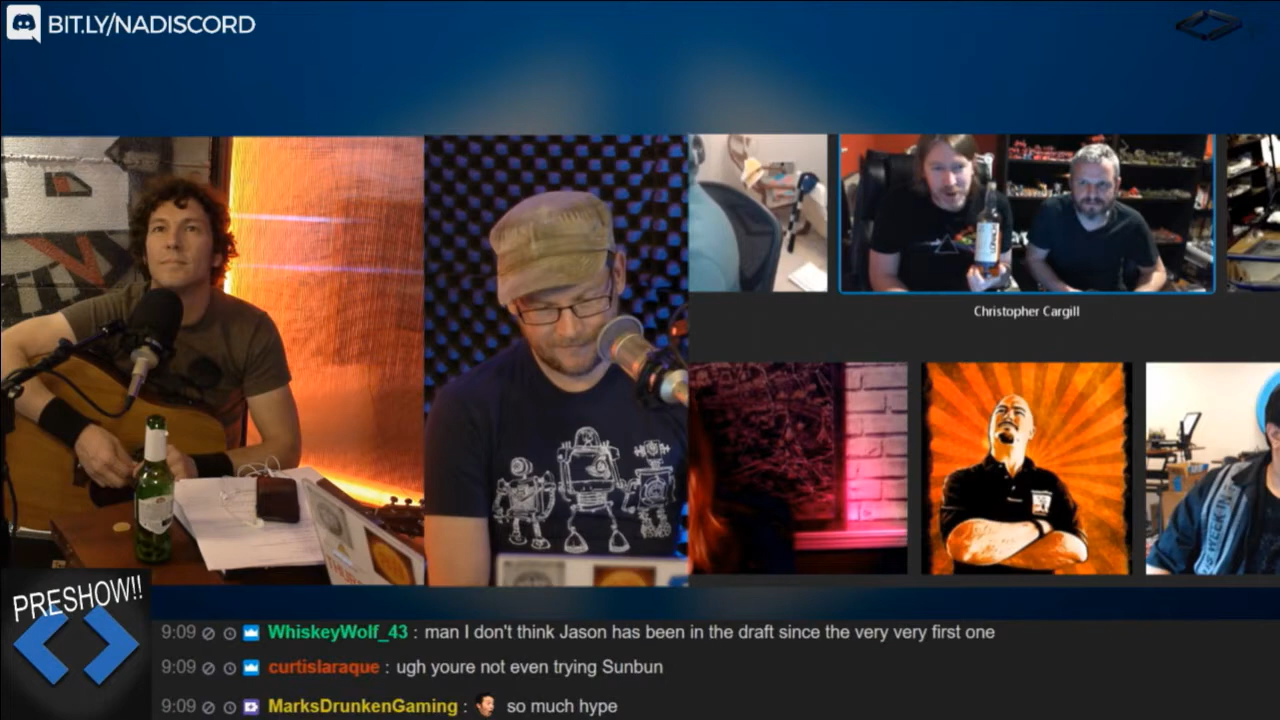 BIT.LY/NADISCORD
Christopher Cargill
PRESHOW!!
9:09 WhiskeyWolf_43 : man I don't think Jason has been in the draft since the very very first one
9:09 curtislaraque : ugh youre not even trying Sunbun
9:09 MarksDrunkenGaming : so much hype